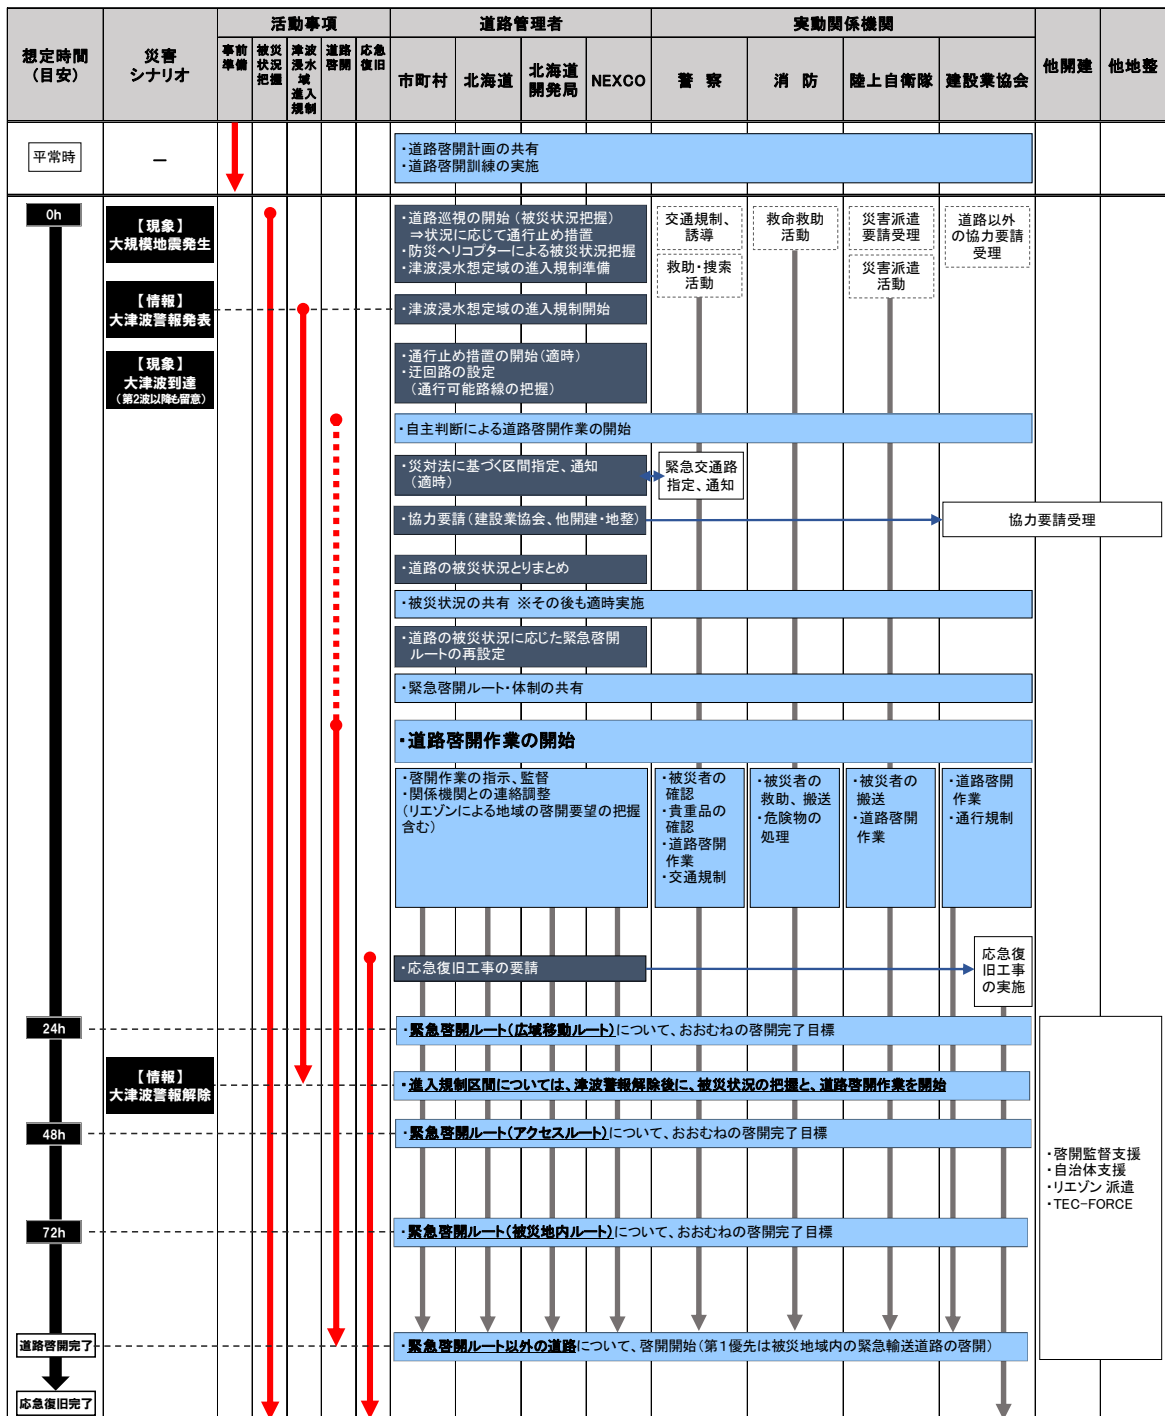 想定時間
(目安)
災害
シナリオ
活動事項
事前
準備
被災
状況
把握
津波
浸水
域
進入
規制
道路
啓開
応急
復旧
道路管理者
市町村
北海道
北海道
開発局
NEXCO
実動関係機関
警 察
消 防
陸上自衛隊
建設業協会
他開建
他地整
平常時
－
・道路啓開計画の共有
・道路啓開訓練の実施
0h
【現象】
大規模地震発生
・道路巡視の開始(被災状況把握)
⇒状況に応じて通行止め措置
・防災ヘリコプターによる被災状況把握
・津波浸水想定域の進入規制準備
交通規制、
誘導
救助・捜索
活動
救命救助
活動
災害派遣
要請受理
災害派遣
活動
道路以外
の協力要請
受理
【情報】
大津波警報発表
・津波浸水想定域の進入規制開始
【現象】
大津波到達
(第2波以降も留意)
・通行止め措置の開始(適時)
・迂回路の設定
(通行可能路線の把握)
・自主判断による道路啓開作業の開始
・災対法に基づく区間指定、通知
(適時)
緊急交通路
指定、通知
・協力要請(建設業協会、他開建・地整)
協力要請受理
・道路の被災状況とりまとめ
・被災状況の共有 ※その後も適時実施
・道路の被災状況に応じた緊急啓開
ルートの再設定
・緊急啓開ルート・体制の共有
・道路啓開作業の開始
・啓開作業の指示、監督
・関係機関との連絡調整
(リエゾンによる地域の啓開要望の把握
含む)
・被災者の
確認
・貴重品の
確認
・道路啓開
作業
・交通規制
・被災者の
救助、搬送
・危険物の
処理
・被災者の
搬送
・道路啓開
作業
・道路啓開
作業
・通行規制
・応急復旧工事の要請
応急復
旧工事
の実施
24h
・緊急啓開ルート(広域移動ルート)について、おおむねの啓開完了目標
【情報】
大津波警報解除
・進入規制区間については、津波警報解除後に、被災状況の把握と、道路啓開作業を開始
48h
・緊急啓開ルート(アクセスルート)について、おおむねの啓開完了目標
・啓開監督支援
・自治体支援
・リエゾン派遣
・TEC-FORCE
72h
・緊急啓開ルート(被災地内ルート)について、おおむねの啓開完了目標
道路啓開完了
・緊急啓開ルート以外の道路について、啓開開始(第1優先は被災地域内の緊急輸送道路の啓開)
応急復旧完了